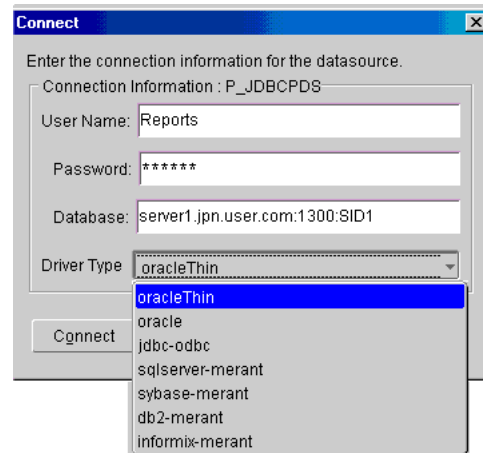 Connect
Enter the connection information for the datasource.
Connection Information : P_JDBCPDS
User Name: Reports
Password: ******
Database: server1.jpn.user.com:1300:SID1
Driver Type oracleThin
oracleThin
oracle
Connect
jdbc-odbc
sqlserver-merant
sybase-merant
db2-merant
informix-merant